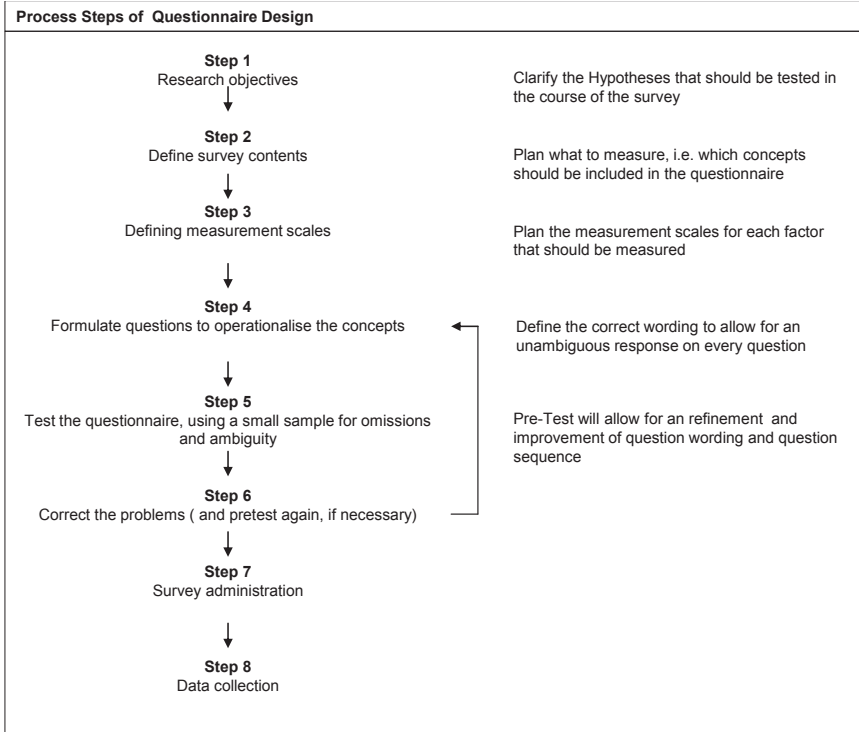 Process Steps of Questionnaire Design
Step 1
Research objectives
Clarify the Hypotheses that should be tested in
the course of the survey
Step 2
Define survey contents
Plan what to measure, i.e. which concepts
should be included in the questionnaire
Step 3
Defining measurement scales
Plan the measurement scales for each factor
that should be measured
Step 4
Formulate questions to operationalise the concepts
Define the correct wording to allow for an
unambiguous response on every question
Step 5
Test the questionnaire, using a small sample for omissions
and ambiguity
Pre-Test will allow for an refinement and
improvement of question wording and question
sequence
Step 6
Correct the problems ( and pretest again, if necessary)
Step 7
Survey administration
Step 8
Data collection